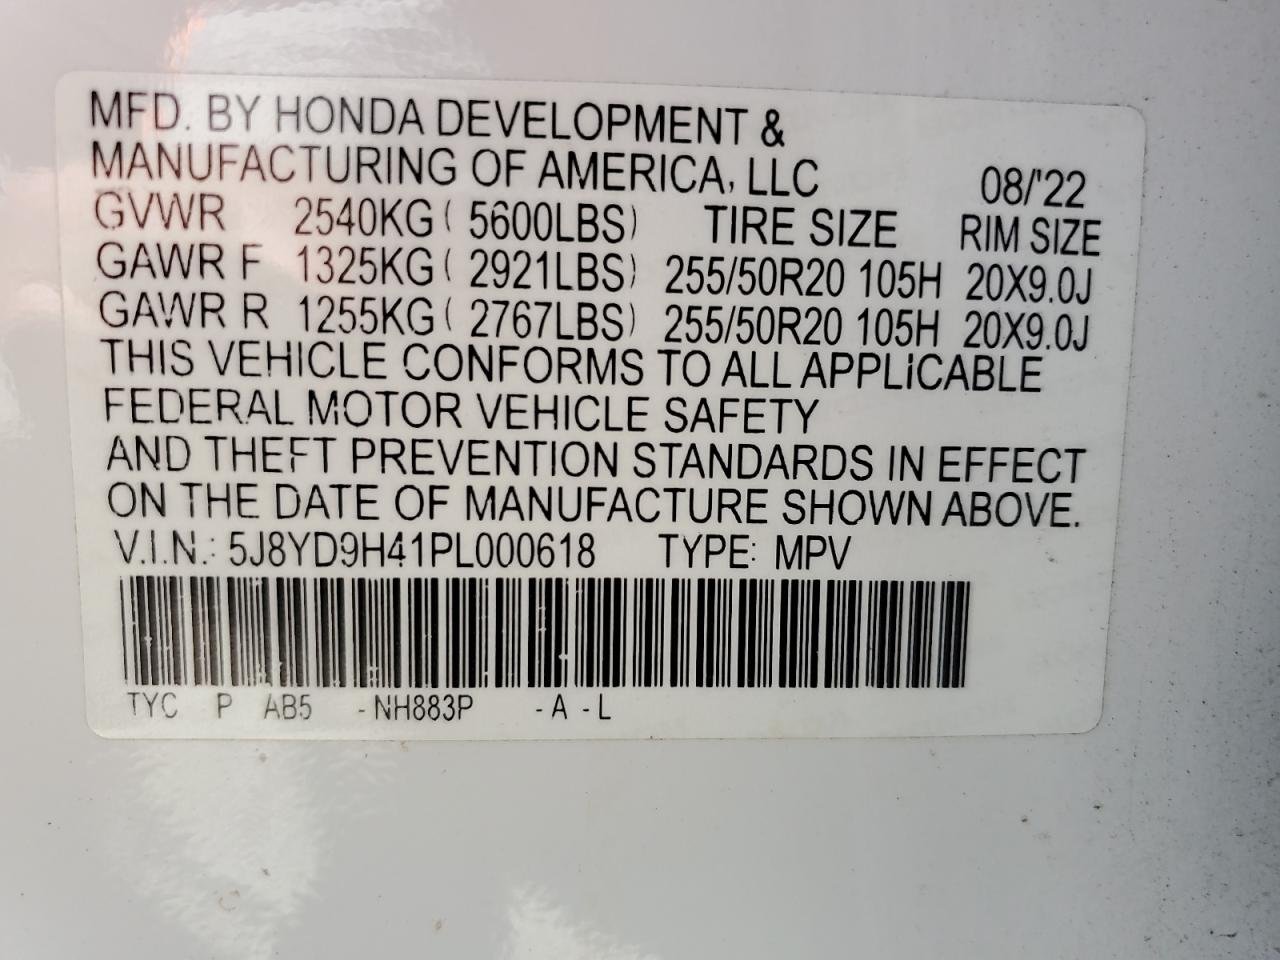 MFD. BY HONDA DEVELOPMENT &
MANUFACTURING OF AMERICA, LLC 08/'22
GVWR 2540KG ( 5600LBS) TIRE SIZE RIM SIZE
GAWR F 1325KG ( 2921LBS) 255/50R20 105H 20X9.0J
GAWR R 1255KG ( 2767LBS) 255/50R20 105H 20X9.0J
THIS VEHICLE CONFORMS TO ALL APPLICABLE
FEDERAL MOTOR VEHICLE SAFETY
AND THEFT PREVENTION STANDARDS IN EFFECT
ON THE DATE OF MANUFACTURE SHOWN ABOVE.
V.I.N.: 5J8YD9H41PL000618 TYPE: MPV
TYC P AB5 -NH883P -A -L